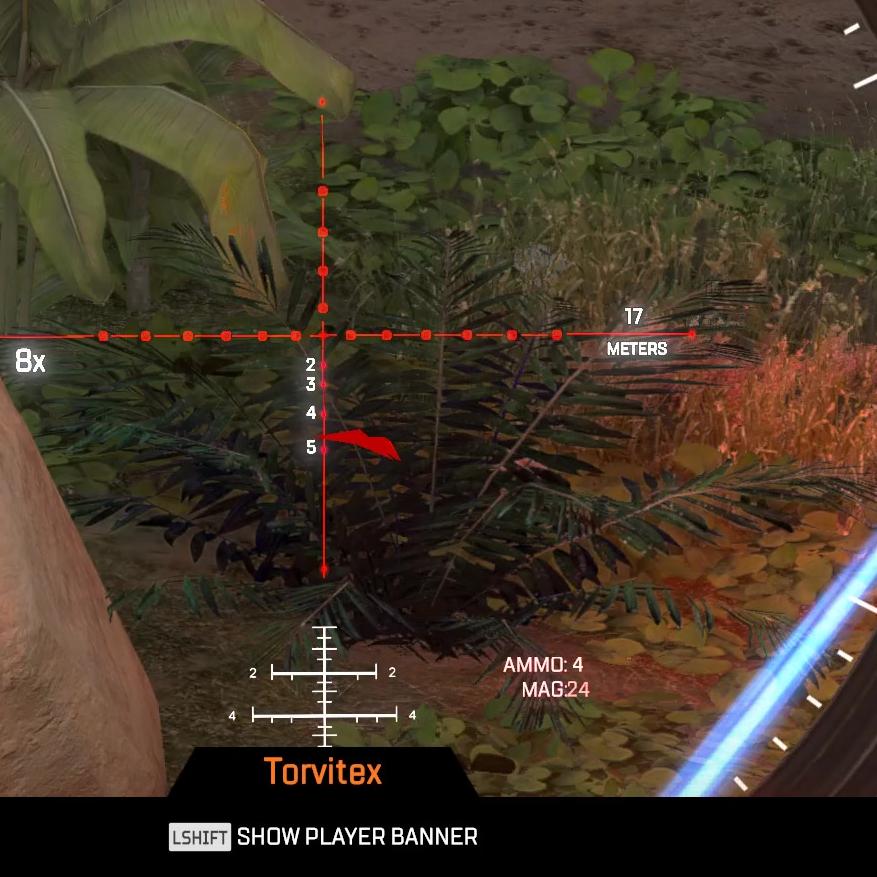 17
METERS
8x
2
3
4
5
2 2
4 4
AMMO: 4
MAG:24
Torvitex
LSHIFT SHOW PLAYER BANNER